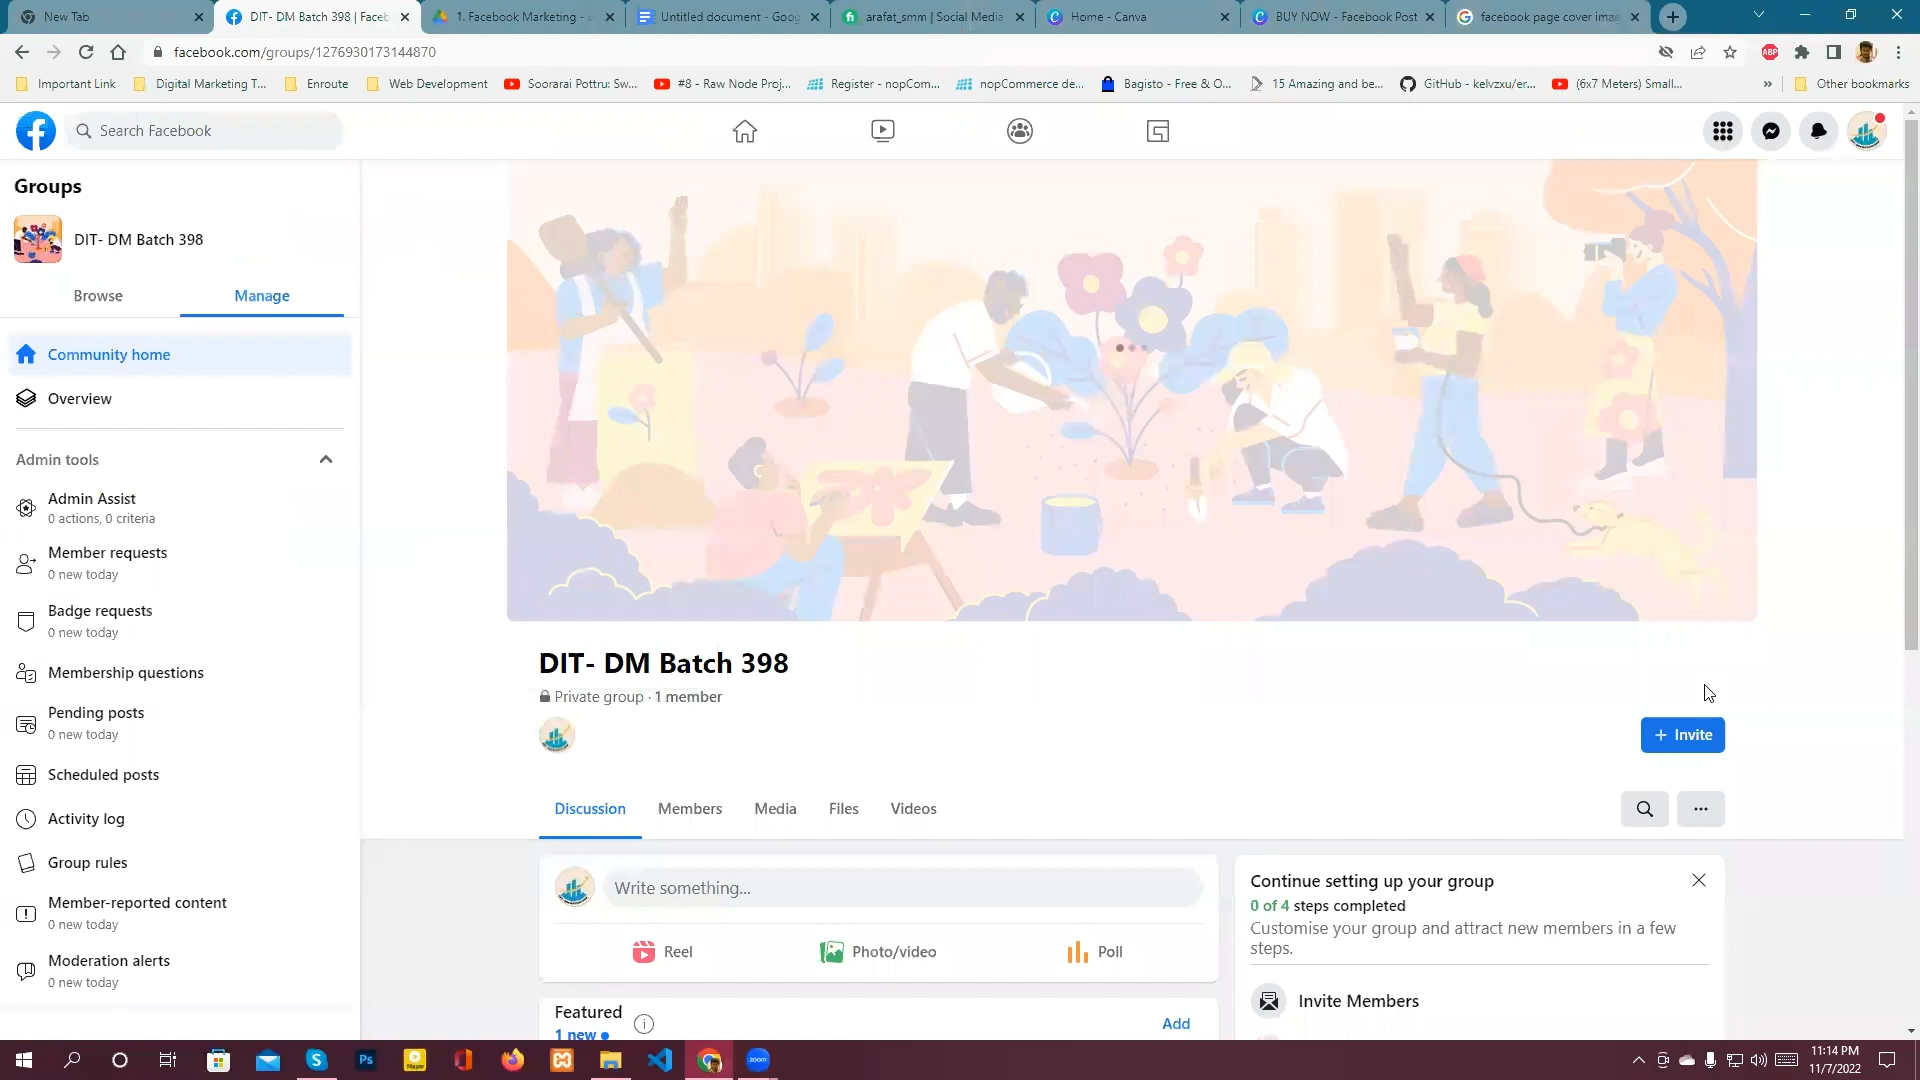 New Tab
DIT- DM Batch 398 | Faceb
1. Facebook Marketing -
Untitled document - Goog
arafat_smm | Social Media
Home - Canva
BUY NOW - Facebook Post
facebook page cover imag
facebook.com/groups/1276930173144870
ABP
Important Link
Digital Marketing T...
Enroute
Web Development
Soorarai Pottru: Sw...
#8 - Raw Node Proj...
Register - nopCom...
nopCommerce de...
Bagisto - Free & O...
15 Amazing and be...
GitHub - kelvzxu/er...
(6x7 Meters) Small...
»
Other bookmarks
Search Facebook
Groups
DIT- DM Batch 398
Browse
Manage
Community home
Overview
Admin tools
Admin Assist
0 actions, 0 criteria
Member requests
0 new today
Badge requests
0 new today
Membership questions
Pending posts
0 new today
Scheduled posts
Activity log
Group rules
Member-reported content
0 new today
Moderation alerts
0 new today
DIT- DM Batch 398
Private group · 1 member
+ Invite
Discussion
Members
Media
Files
Videos
Write something...
Reel
Photo/video
Poll
Featured
1 new
Add
Continue setting up your group
0 of 4 steps completed
Customise your group and attract new members in a few
steps.
Invite Members
Ps
zoom
11:14 PM
11/7/2022